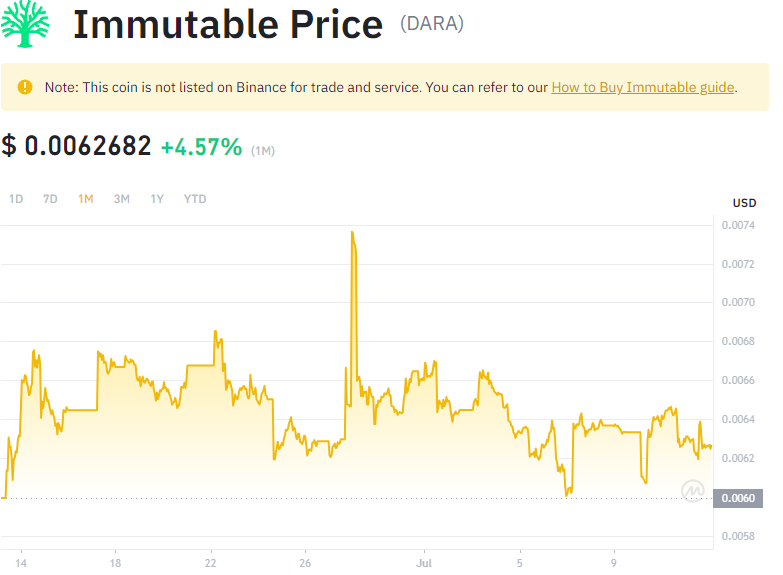 Immutable Price (DARA)
Note: This coin is not listed on Binance for trade and service. You can refer to our How to Buy Immutable guide.
$ 0.0062682 +4.57% (1M)
1D 7D 1M 3M 1Y YTD
USD
0.0074
0.0072
0.0070
0.0068
0.0066
0.0064
0.0062
0.0060
0.0058
14 18 22 26 Jul 5 9